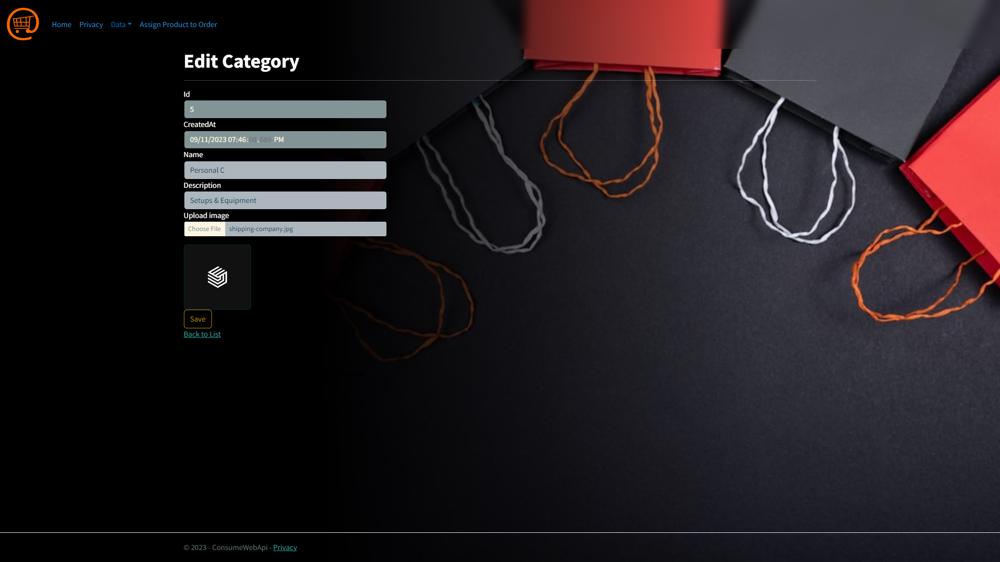 Home Privacy Data Assign Product to Order
Edit Category
Id
5
CreatedAt
09/11/2023 07:46:08.689 PM
Name
Personal C
Description
Setups & Equipment
Upload image
Choose File shipping-company.jpg
Save
Back to List
© 2023 - ConsumeWebApi - Privacy